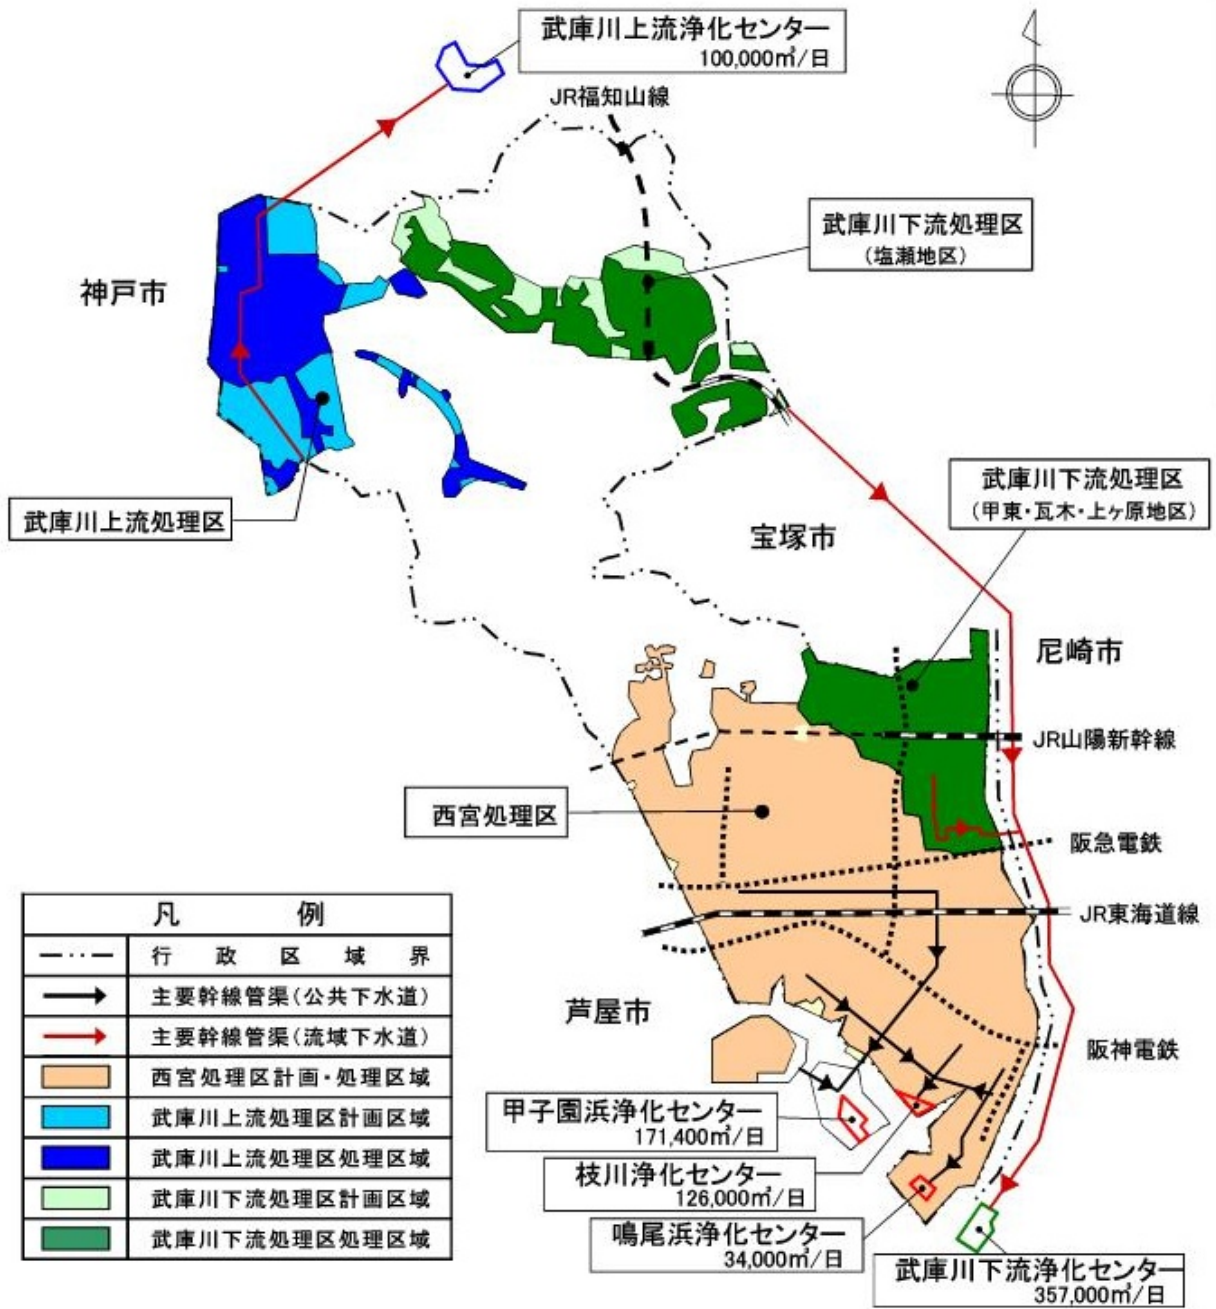 武庫川上流浄化センター
100,000㎥/日
JR福知山線
武庫川下流処理区
(塩瀬地区)
神戸市
武庫川上流処理区
武庫川下流処理区
(甲東・瓦木・上ヶ原地区)
宝塚市
尼崎市
JR山陽新幹線
西宮処理区
阪急電鉄
JR東海道線
芦屋市
阪神電鉄
甲子園浜浄化センター
171,400㎥/日
枝川浄化センター
126,000㎥/日
鳴尾浜浄化センター
34,000㎥/日
武庫川下流浄化センター
357,000㎥/日
凡 例
行 政 区 域 界
主要幹線管渠(公共下水道)
主要幹線管渠(流域下水道)
西宮処理区計画・処理区域
武庫川上流処理区計画区域
武庫川上流処理区処理区域
武庫川下流処理区計画区域
武庫川下流処理区処理区域